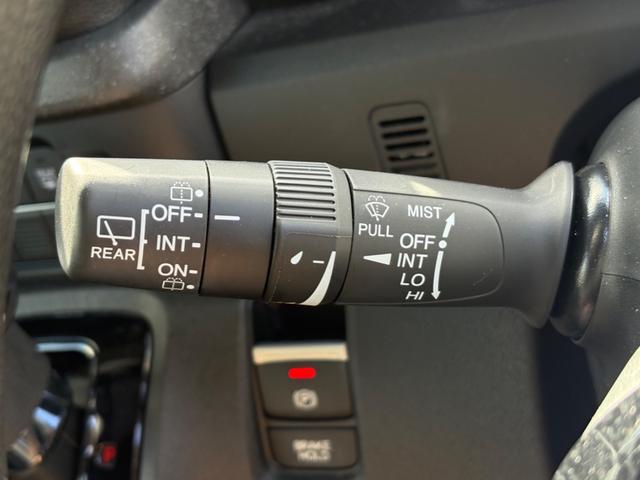 OFF
INT
ON
REAR
PULL
MIST
OFF
INT
LO
HI
BRAKE
HOLD